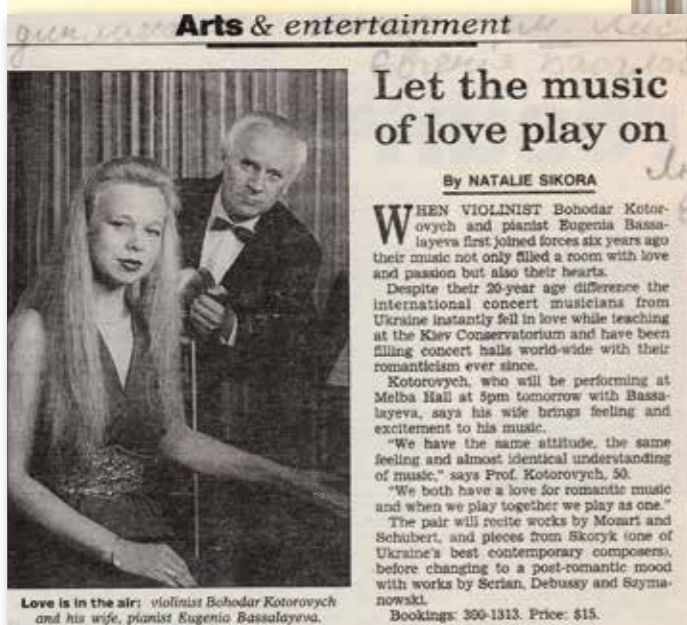 Arts & entertainment
Let the music
of love play on
By NATALIE SIKORA
WHEN VIOLINIST Bohodar Kotor-
ovych and pianist Eugenia Bassa-
layeva first joined forces six years ago
their music not only filled a room with love
and passion but also their hearts.
Despite their 20-year age difference the
international concert musicians from
Ukraine instantly fell in love while teaching
at the Kiev Conservatorium and have been
filling concert halls world-wide with their
romanticism ever since.
Kotorovych, who will be performing at
Melba Hall at 5pm tomorrow with Bassa-
layeva, says his wife brings feeling and
excitement to his music.
"We have the same attitude, the same
feeling and almost identical understanding
of music," says Prof. Kotorovych, 50.
"We both have a love for romantic music
and when we play together we play as one."
The pair will recite works by Mozart and
Schubert, and pieces from Skoryk (one of
Ukraine's best contemporary composers),
before changing to a post-romantic mood
with works by Scrian, Debussy and Szyma-
nowski.
Bookings: 300-1313. Price: $15.
Love is in the air: violinist Bohodar Kotorovych
and his wife, pianist Eugenia Bassalayeva.